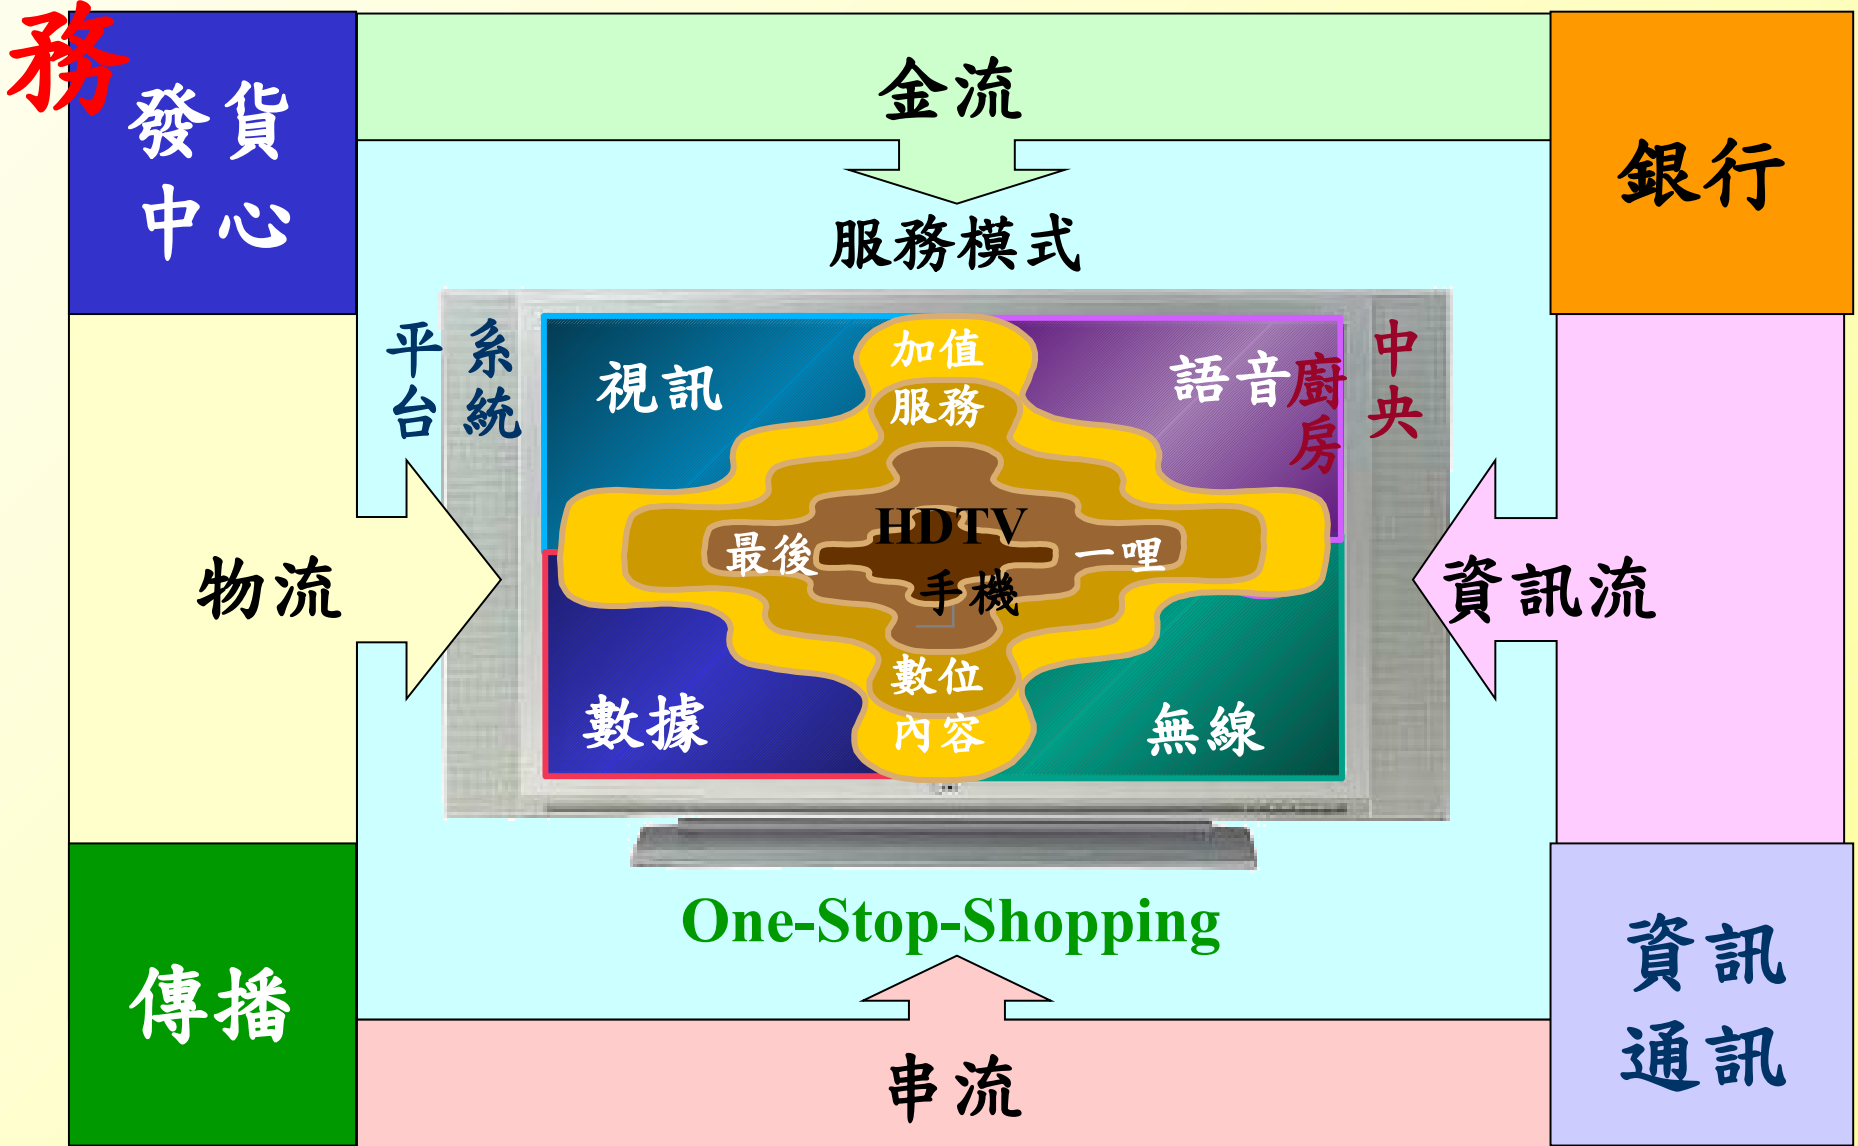 務
發貨
中心
金流
銀行
服務模式
系統
平台
視訊
加值
服務
語音
中央
廚房
HDTV
最後
一哩
手機
物流
資訊流
數位
內容
數據
無線
One-Stop-Shopping
傳播
資訊
通訊
串流